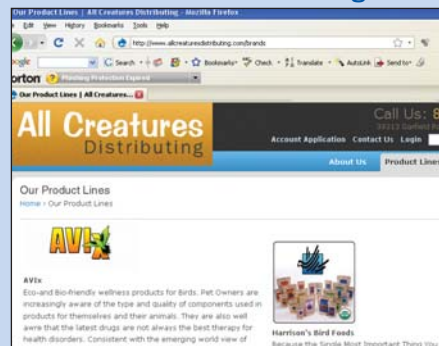 Our Product Lines | All Creatures Distributing - Mozilla Firefox
Edit View History Bookmarks Tools Help
http://www.allcreaturesdistributing.com/brands
Search Bookmarks Check Translate AutoLink Send to
orton Phishing Protection Expired
Our Product Lines | All Creatures...
All Creatures
Distributing
Call Us: 8
Account Application Contact Us Login
About Us Product Lines
Our Product Lines
Home › Our Product Lines
AVIx
AVIx
Eco-and Bio-friendly wellness products for Birds. Pet Owners are
increasingly aware of the type and quality of components used in
products for themselves and their animals. They are also well
awre that the latest drugs are not always the best therapy for
health disorders. Consistent with the emerging world view of
Harrison's Bird Foods
Because the Single Most Important Thing You